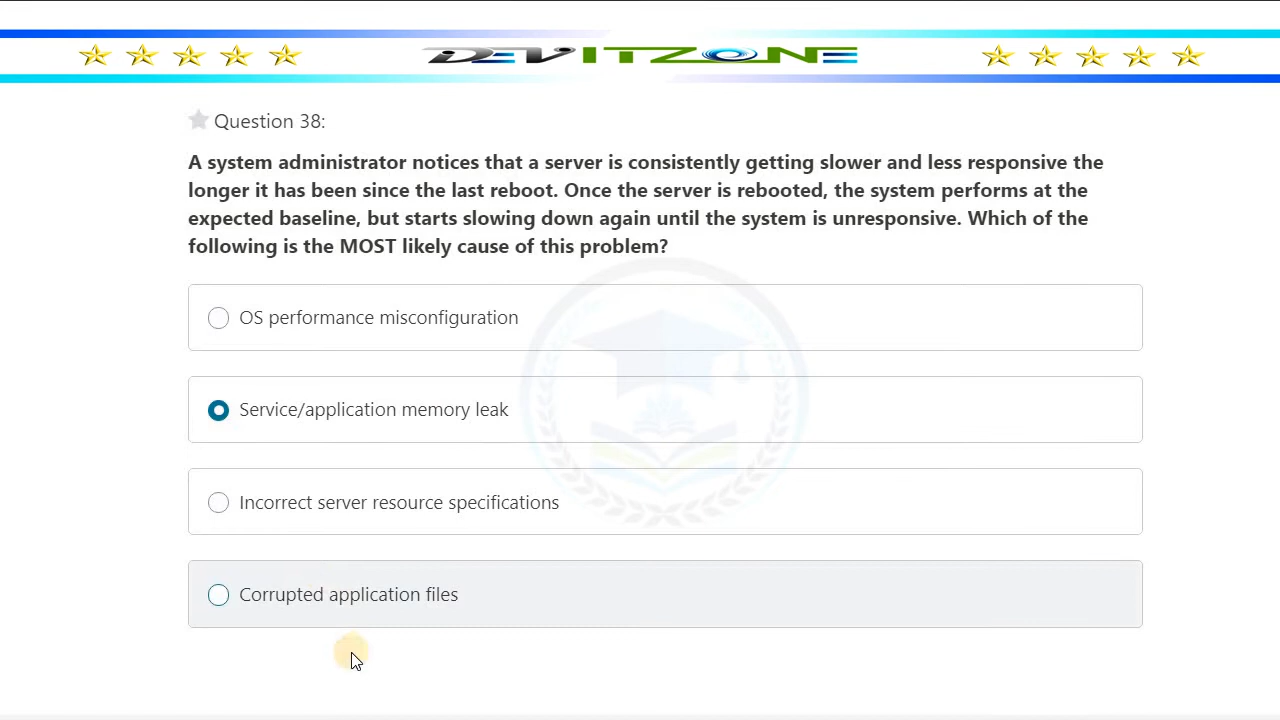 DEVITZONE
Question 38:
A system administrator notices that a server is consistently getting slower and less responsive the
longer it has been since the last reboot. Once the server is rebooted, the system performs at the
expected baseline, but starts slowing down again until the system is unresponsive. Which of the
following is the MOST likely cause of this problem?
OS performance misconfiguration
Service/application memory leak
Incorrect server resource specifications
Corrupted application files